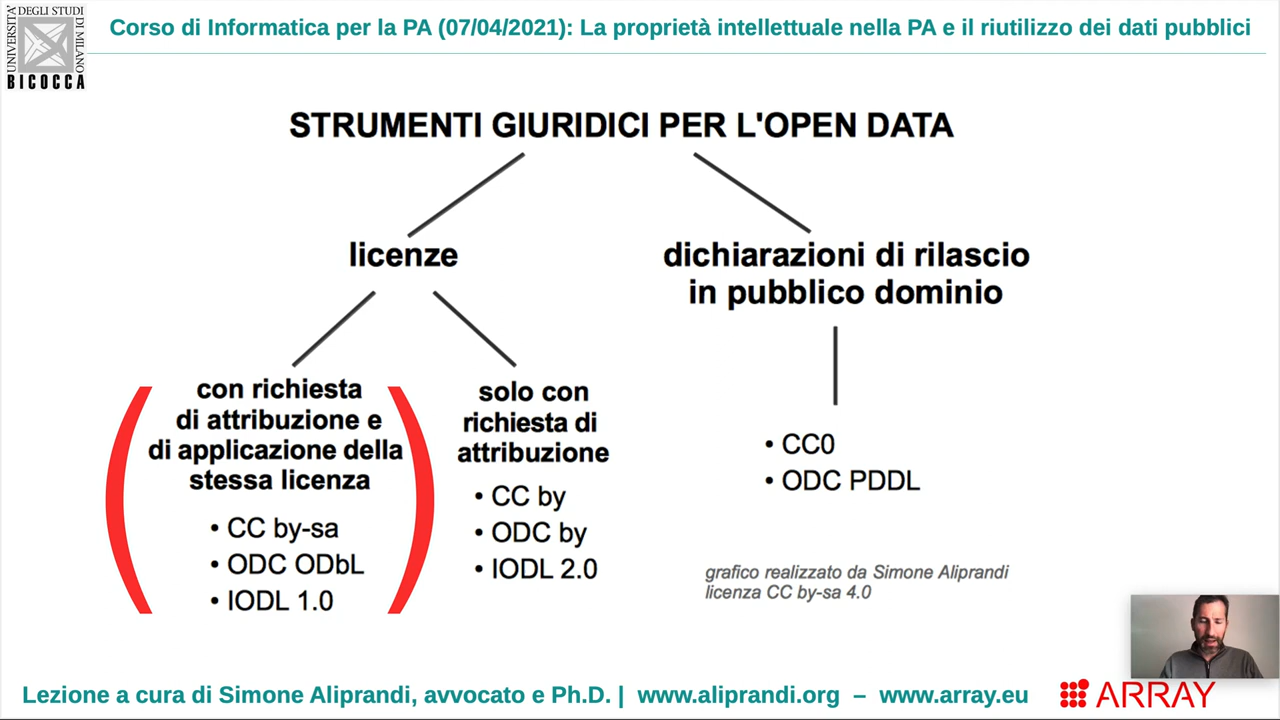 UNIVERSITA' DEGLI STUDI DI MILANO
BICOCCA
Corso di Informatica per la PA (07/04/2021): La proprietà intellettuale nella PA e il riutilizzo dei dati pubblici
STRUMENTI GIURIDICI PER L'OPEN DATA
licenze
dichiarazioni di rilascio
in pubblico dominio
con richiesta
di attribuzione e
di applicazione della
stessa licenza
• CC by-sa
• ODC ODbL
• IODL 1.0
solo con
richiesta di
attribuzione
• CC by
• ODC by
• IODL 2.0
• CC0
• ODC PDDL
grafico realizzato da Simone Aliprandi
licenza CC by-sa 4.0
Lezione a cura di Simone Aliprandi, avvocato e Ph.D. | www.aliprandi.org – www.array.eu
ARRAY